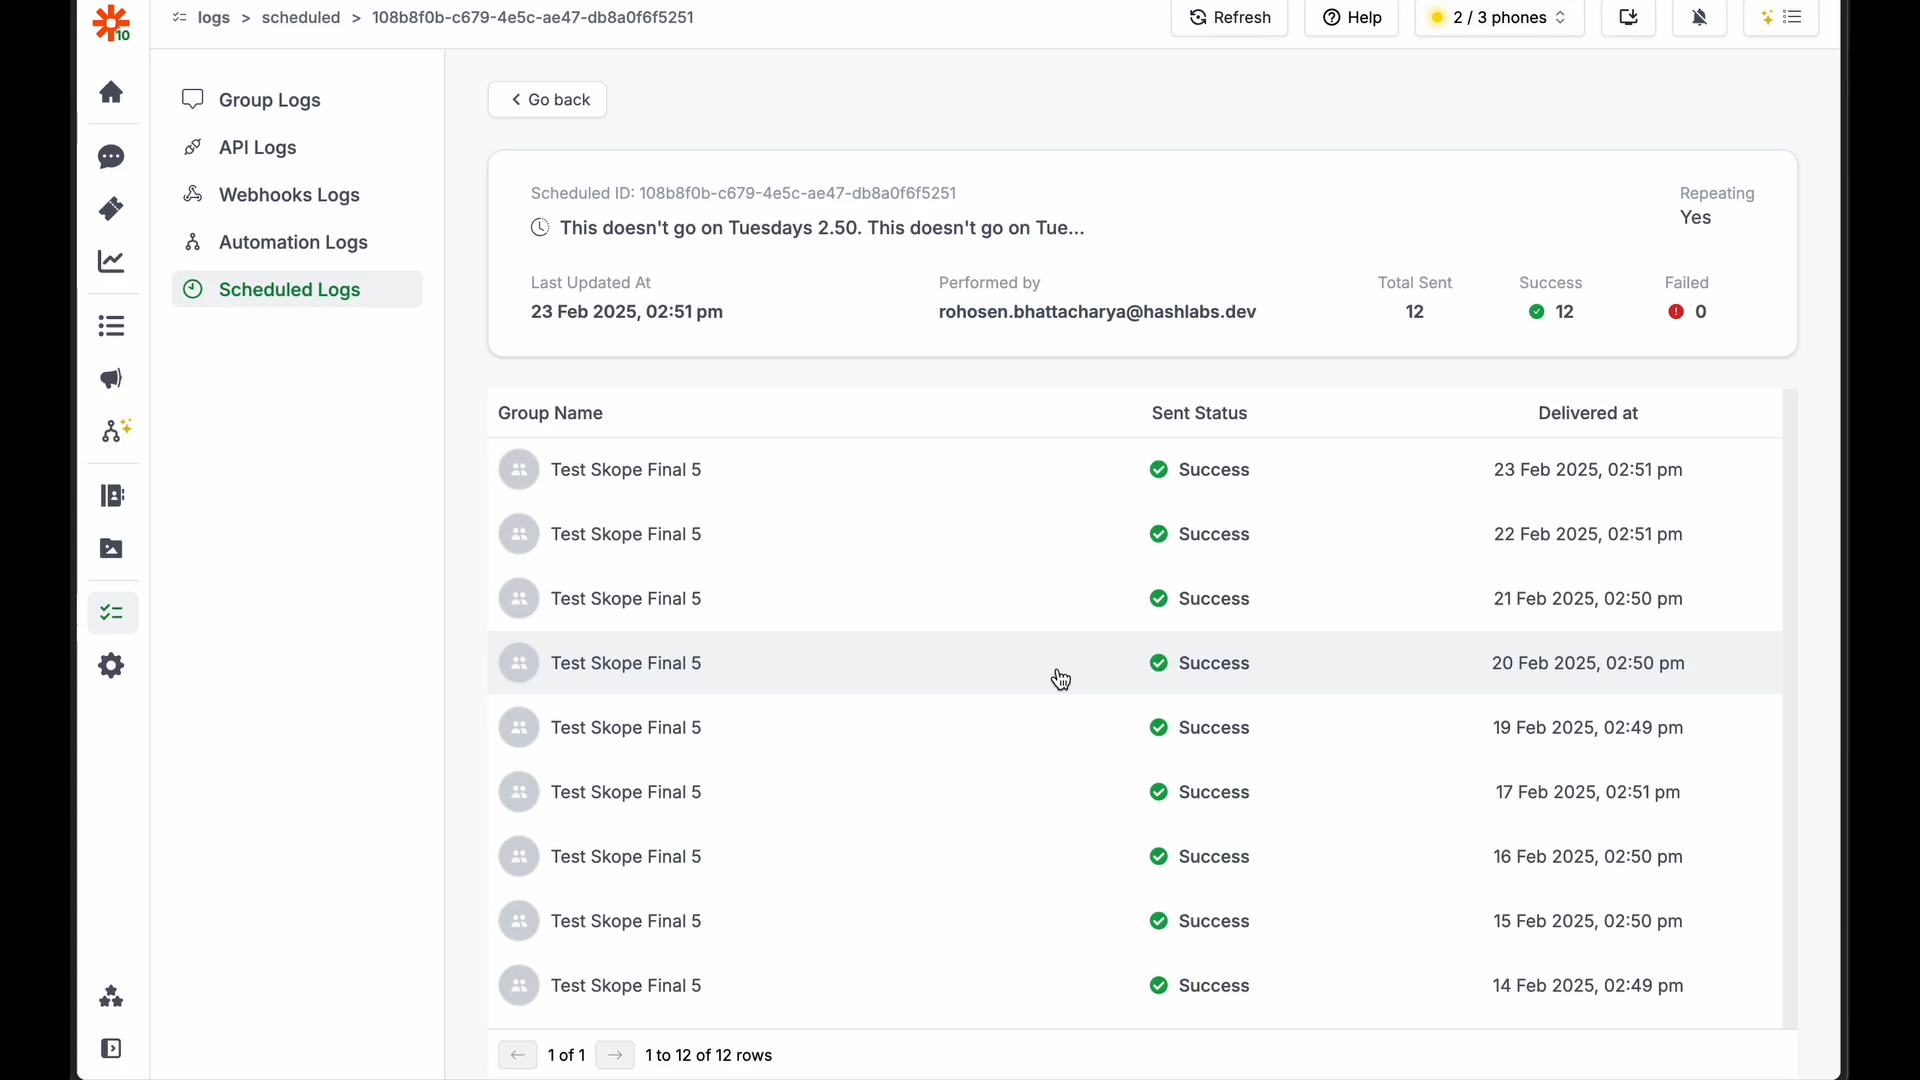 10
logs > scheduled > 108b8f0b-c679-4e5c-ae47-db8a0f6f5251
Refresh
Help
2 / 3 phones
Group Logs
API Logs
Webhooks Logs
Automation Logs
Scheduled Logs
Go back
Scheduled ID: 108b8f0b-c679-4e5c-ae47-db8a0f6f5251
Repeating
This doesn't go on Tuesdays 2.50. This doesn't go on Tue...
Yes
Last Updated At
Performed by
Total Sent
Success
Failed
23 Feb 2025, 02:51 pm
rohosen.bhattacharya@hashlabs.dev
12
12
0
Group Name Sent Status Delivered at
Test Skope Final 5 Success 23 Feb 2025, 02:51 pm
Test Skope Final 5 Success 22 Feb 2025, 02:51 pm
Test Skope Final 5 Success 21 Feb 2025, 02:50 pm
Test Skope Final 5 Success 20 Feb 2025, 02:50 pm
Test Skope Final 5 Success 19 Feb 2025, 02:49 pm
Test Skope Final 5 Success 17 Feb 2025, 02:51 pm
Test Skope Final 5 Success 16 Feb 2025, 02:50 pm
Test Skope Final 5 Success 15 Feb 2025, 02:50 pm
Test Skope Final 5 Success 14 Feb 2025, 02:49 pm
1 of 1
1 to 12 of 12 rows